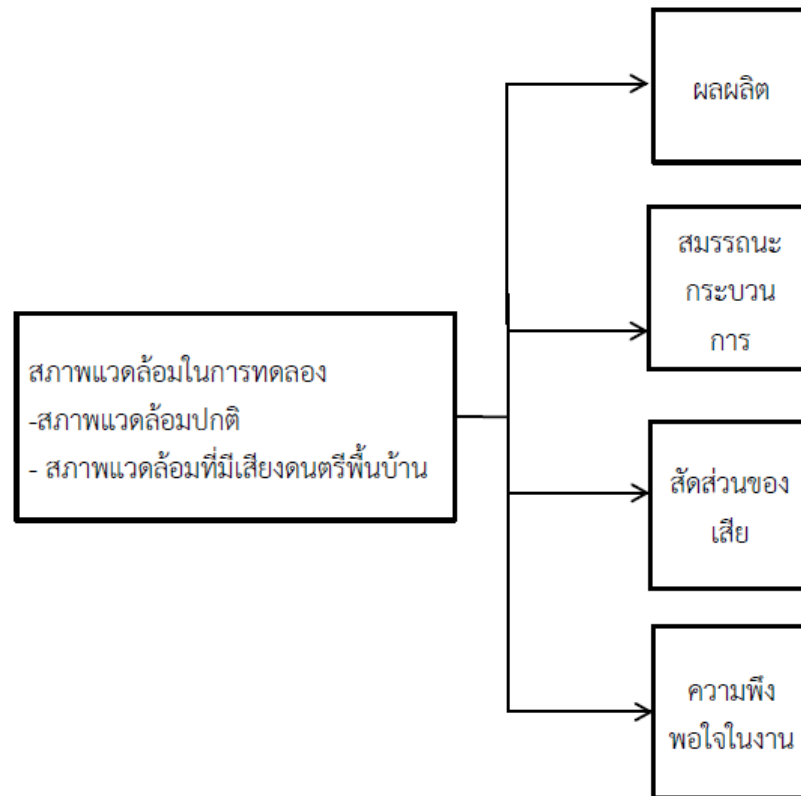 ผลผลิต
สมรรถนะ
กระบวน
การ
สภาพแวดล้อมในการทดลอง
-สภาพแวดล้อมปกติ
- สภาพแวดล้อมที่มีเสียงดนตรีพื้นบ้าน
สัดส่วนของ
เสีย
ความพึง
พอใจในงาน